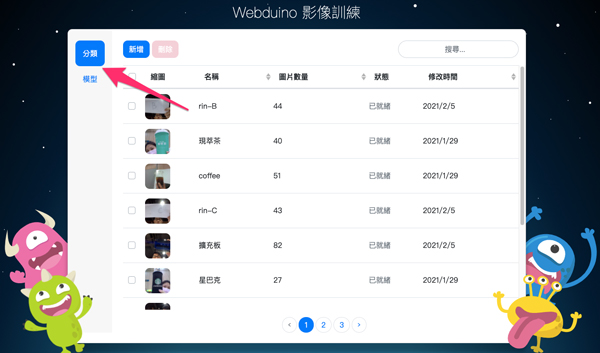 Webduino 影像訓練
分類
模型
新增 刪除 搜尋...
縮圖 名稱 圖片數量 狀態 修改時間
rin-B 44 已就緒 2021/2/5
現萃茶 40 已就緒 2021/1/29
coffee 51 已就緒 2021/1/29
rin-C 43 已就緒 2021/2/5
擴充板 82 已就緒 2021/2/5
星巴克 27 已就緒 2021/1/29
‹ 1 2 3 ›